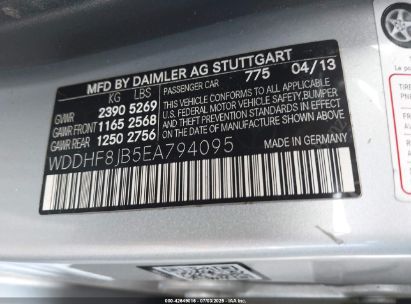 MFD BY DAIMLER AG STUTTGART
KG LBS
GVWR 2390 5269
GAWR FRONT 1165 2568
GAWR REAR 1250 2756
PASSENGER CAR 775 04/13
THIS VEHICLE CONFORMS TO ALL APPLICABLE
U.S. FEDERAL MOTOR VEHICLE SAFETY,BUMPER
AND THEFT PREVENTION STANDARDS IN EFFECT
ON THE DATE OF MANUFACTURE SHOWN ABOVE.
WDDHF8JB5EA794095
MADE IN GERMANY